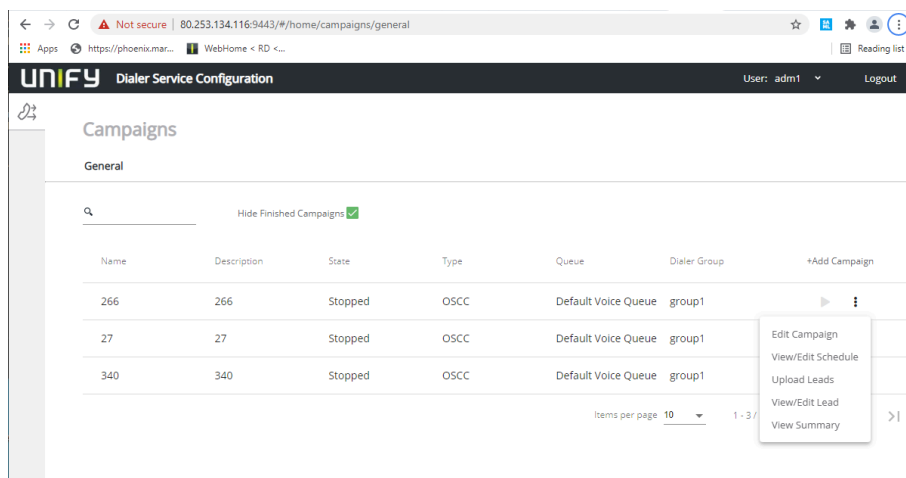 Not secure 80.253.134.116:9443/#/home/campaigns/general
Apps https://phoenix.mar... WebHome < RD <... Reading list
UNIFY Dialer Service Configuration User: adm1 Logout
Campaigns
General
Hide Finished Campaigns
Name Description State Type Queue Dialer Group +Add Campaign
266 266 Stopped OSCC Default Voice Queue group1
27 27 Stopped OSCC Default Voice Queue group1
340 340 Stopped OSCC Default Voice Queue group1
Edit Campaign
View/Edit Schedule
Upload Leads
View/Edit Lead
View Summary
Items per page 10 1 - 3 /